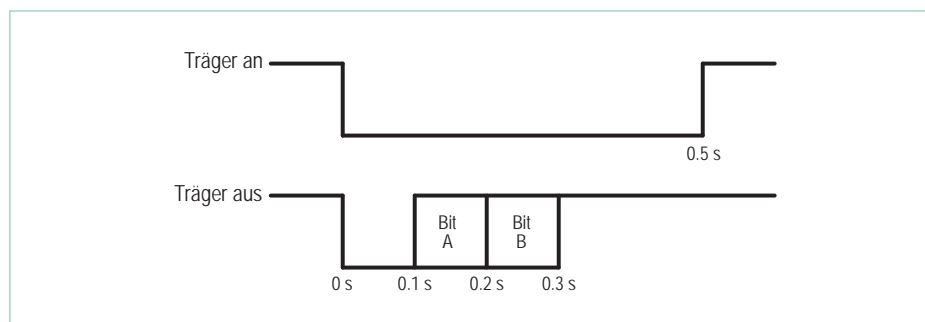 Träger an
0.5 s
Träger aus
Bit
A
Bit
B
0 s
0.1 s
0.2 s
0.3 s